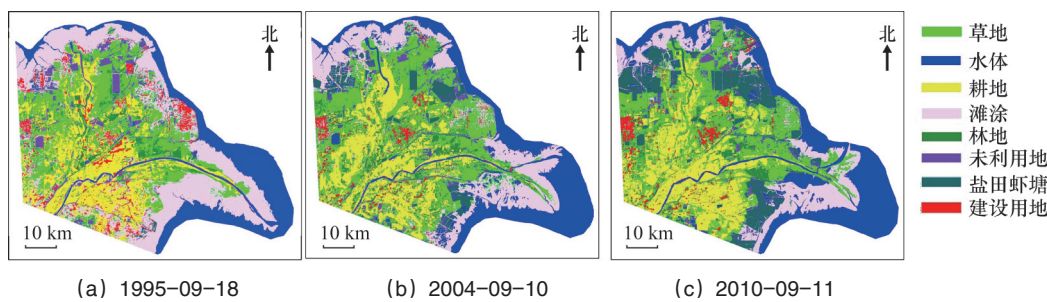 北
10 km
北
10 km
北
10 km
草地
水体
耕地
滩涂
林地
未利用地
盐田虾塘
建设用地
(a) 1995-09-18
(b) 2004-09-10
(c) 2010-09-11